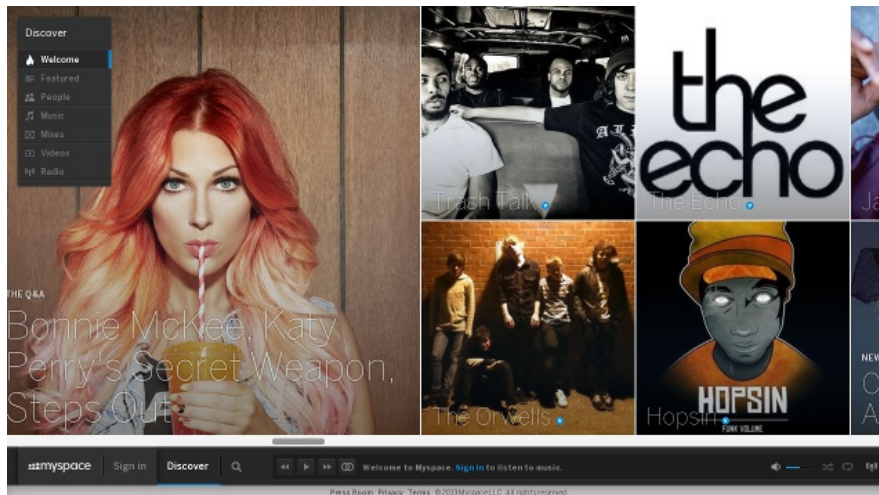 Discover
Welcome
Featured
People
Music
Mixes
Videos
Radio
THE Q&A
Bonnie McKee, Katy
Perry's Secret Weapon,
Steps Out
Trash Talk
the
echo
The Echo
Ja
The Orwells
HOPSIN
Hopsin
FUNK VOLUME
NEW
C
A
myspace
Sign in
Discover
Welcome to Myspace. Sign in to listen to music.
Press Room · Privacy · Terms · ©2013 Myspace LLC. All rights reserved.